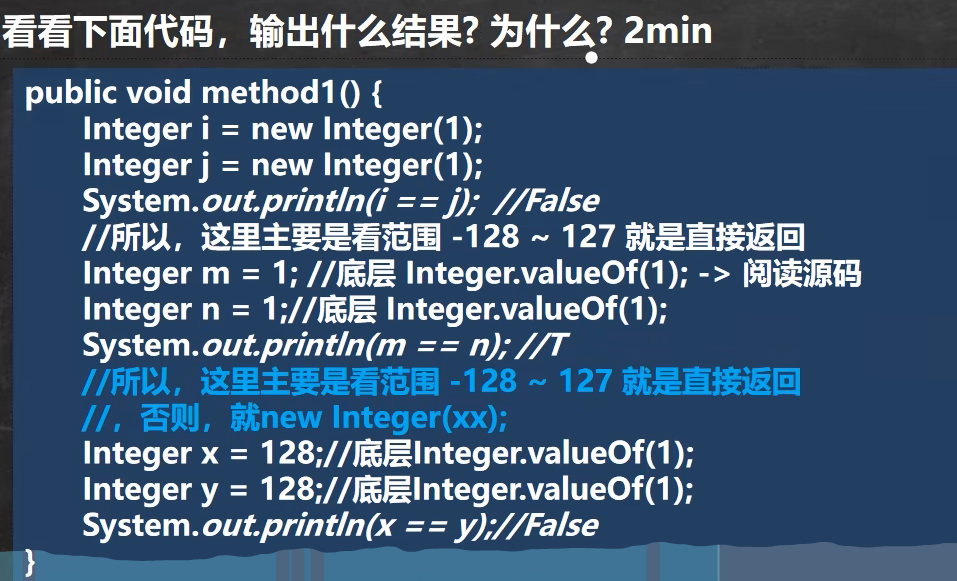 看看下面代码，输出什么结果? 为什么? 2min
public void method1() {
Integer i = new Integer(1);
Integer j = new Integer(1);
System.out.println(i == j); //False
//所以，这里主要是看范围 -128 ~ 127 就是直接返回
Integer m = 1; //底层 Integer.valueOf(1); -> 阅读源码
Integer n = 1;//底层 Integer.valueOf(1);
System.out.println(m == n); //T
//所以，这里主要是看范围 -128 ~ 127 就是直接返回
//，否则，就new Integer(xx);
Integer x = 128;//底层Integer.valueOf(1);
Integer y = 128;//底层Integer.valueOf(1);
System.out.println(x == y);//False
}